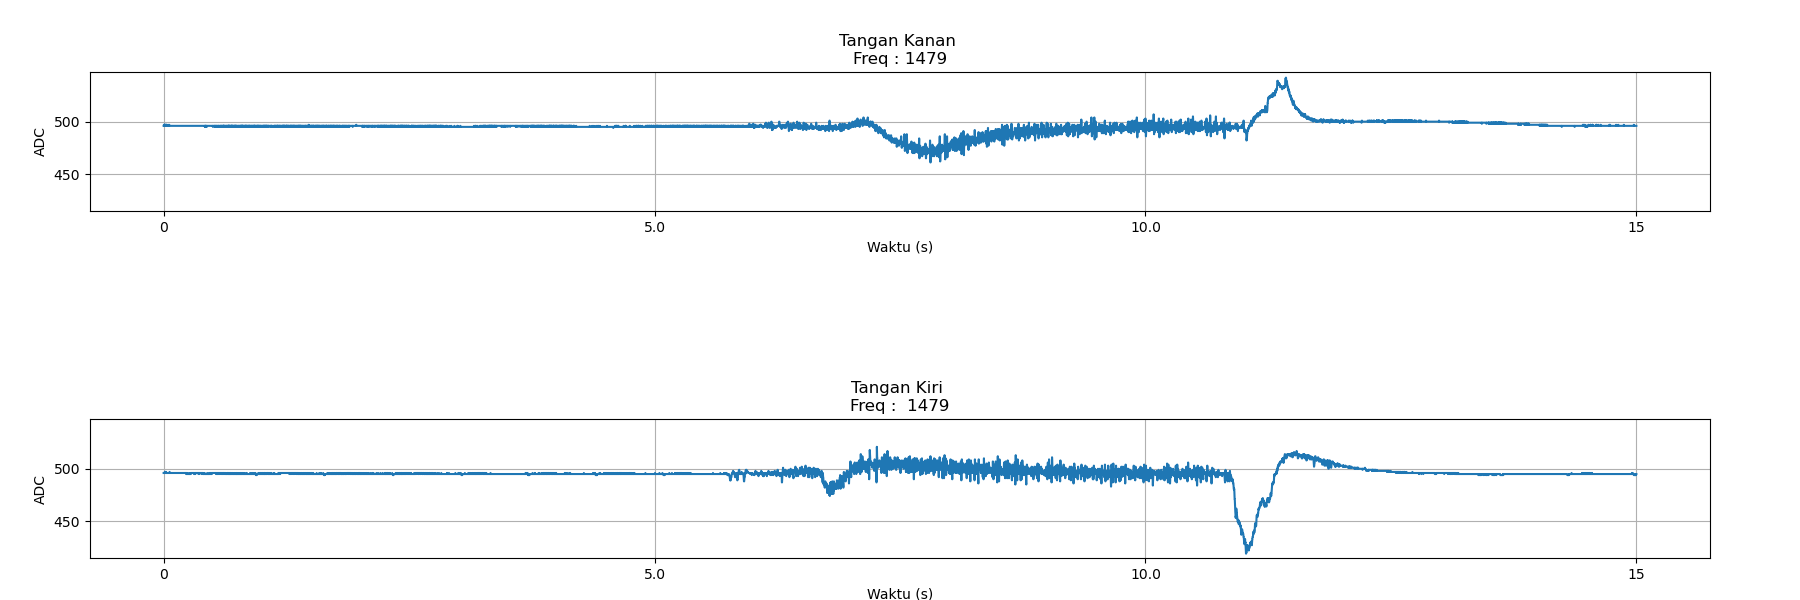 Tangan Kanan
Freq : 1479
500
450
ADC
0 5.0 10.0 15
Waktu (s)
Tangan Kiri
Freq :  1479
500
450
ADC
0 5.0 10.0 15
Waktu (s)